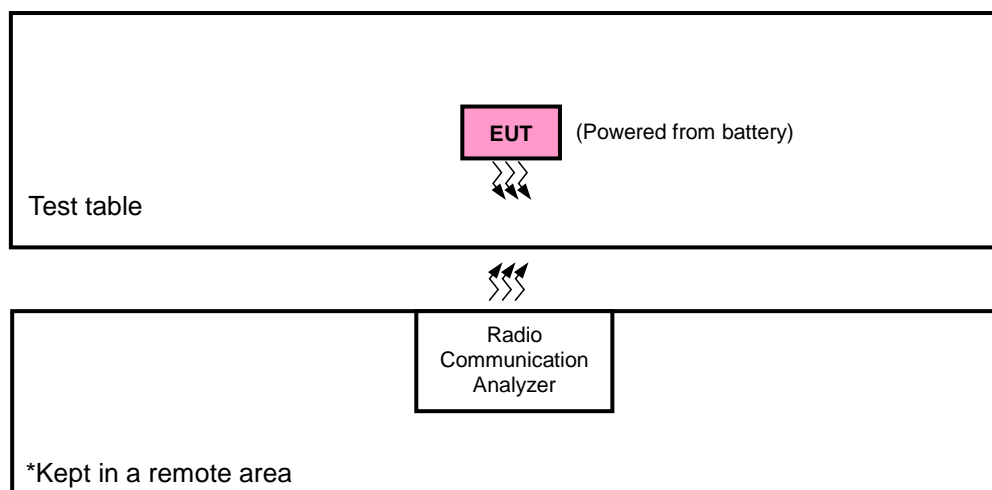 EUT
(Powered from battery)
Test table
Radio
Communication
Analyzer
*Kept in a remote area